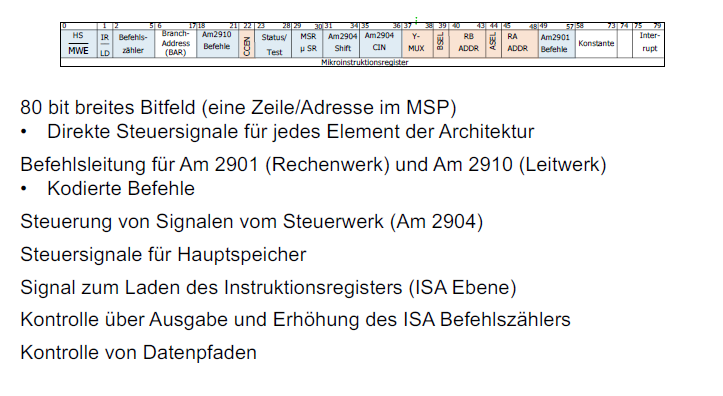 0 1 2 5 6 17 18 21 22 23 28 29 30 31 34 35 36 37 38 39 40 43 44 45 48 49 57 58 73 74 75 79
HS MWE IR LD Befehls- zähler Branch- Address (BAR) Am2910 Befehle CCEN Status/ Test MSR µ SR Am2904 Shift Am2904 CIN Y- MUX BSEL RB ADDR ASEL RA ADDR Am2901 Befehle Konstante Inter- rupt
Mikroinstruktionsregister
80 bit breites Bitfeld (eine Zeile/Adresse im MSP)
• Direkte Steuersignale für jedes Element der Architektur
Befehlsleitung für Am 2901 (Rechenwerk) und Am 2910 (Leitwerk)
• Kodierte Befehle
Steuerung von Signalen vom Steuerwerk (Am 2904)
Steuersignale für Hauptspeicher
Signal zum Laden des Instruktionsregisters (ISA Ebene)
Kontrolle über Ausgabe und Erhöhung des ISA Befehlszählers
Kontrolle von Datenpfaden